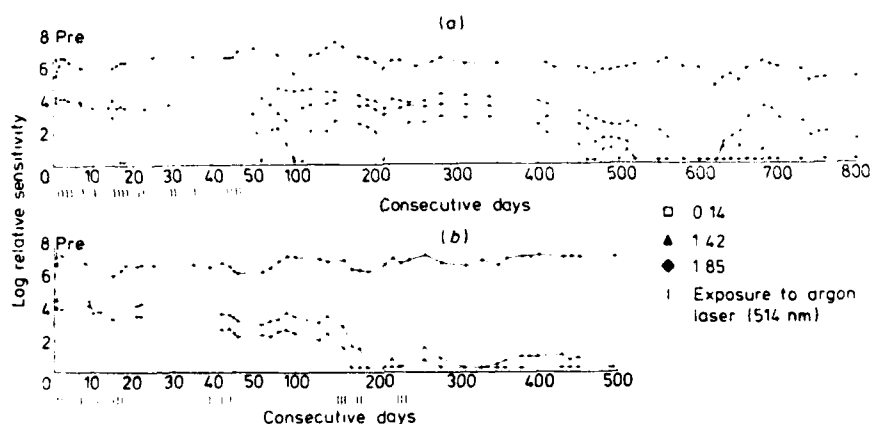 (a)
8 Pre
6
4
2
0 10 20 30 40 50 100 200 300 400 500 600 700 800
Consecutive days
Log relative sensitivity
(b)
8 Pre
6
4
2
0 10 20 30 40 50 100 200 300 400 500
Consecutive days
0 14
1 42
1 85
Exposure to argon
laser (514 nm)